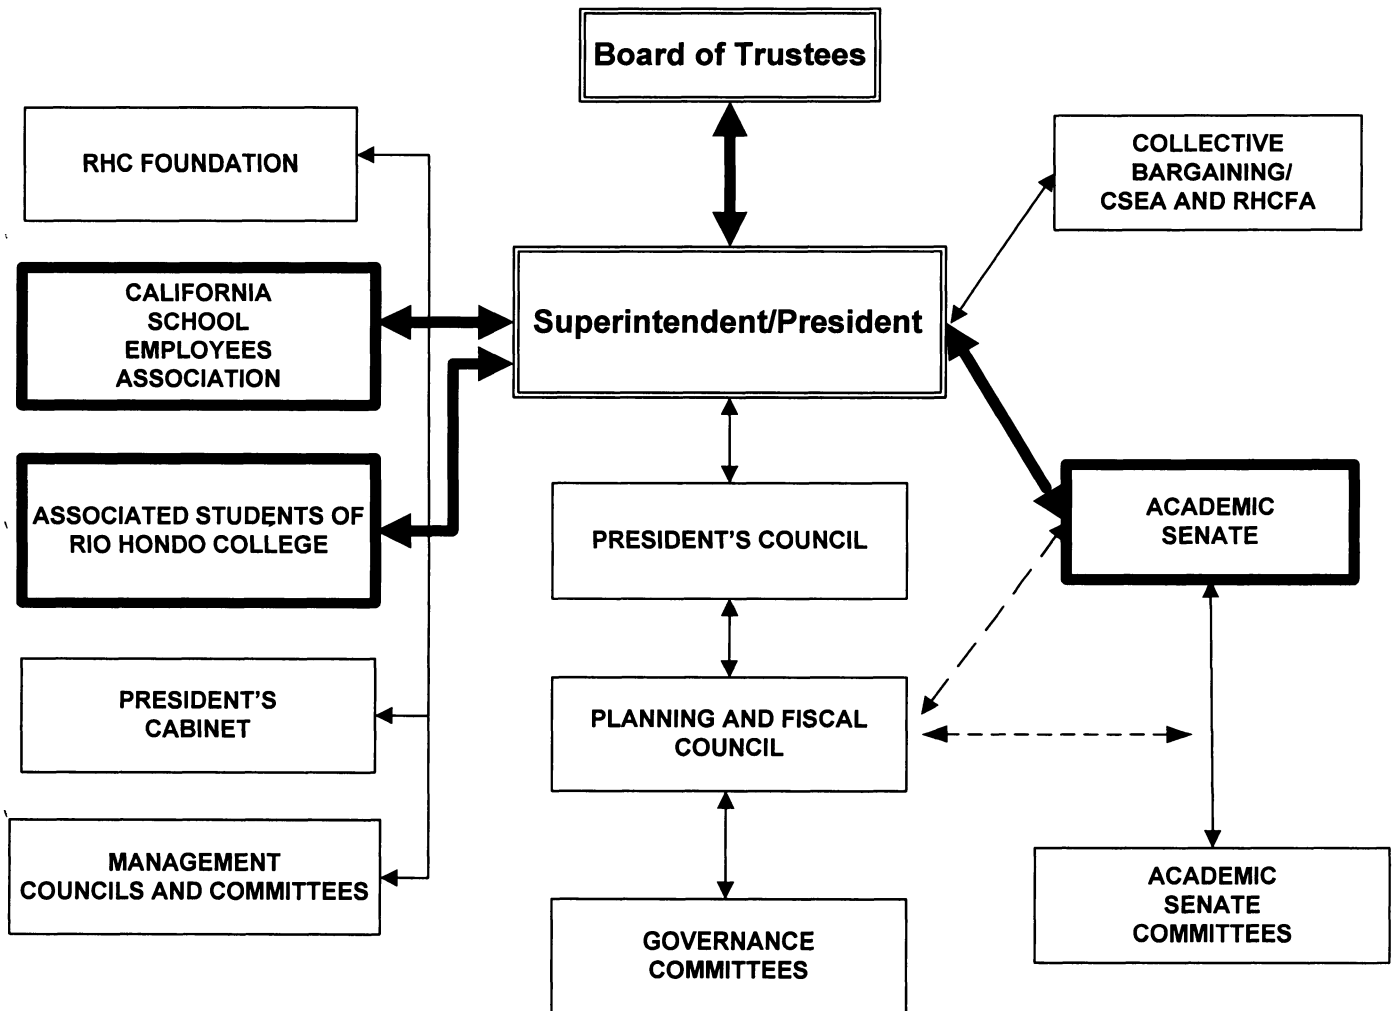 Board of Trustees
RHC FOUNDATION
COLLECTIVE
BARGAINING/
CSEA AND RHCFA
CALIFORNIA
SCHOOL
EMPLOYEES
ASSOCIATION
Superintendent/President
ASSOCIATED STUDENTS OF
RIO HONDO COLLEGE
PRESIDENT'S COUNCIL
ACADEMIC
SENATE
PRESIDENT'S
CABINET
PLANNING AND FISCAL
COUNCIL
MANAGEMENT
COUNCILS AND COMMITTEES
GOVERNANCE
COMMITTEES
ACADEMIC
SENATE
COMMITTEES